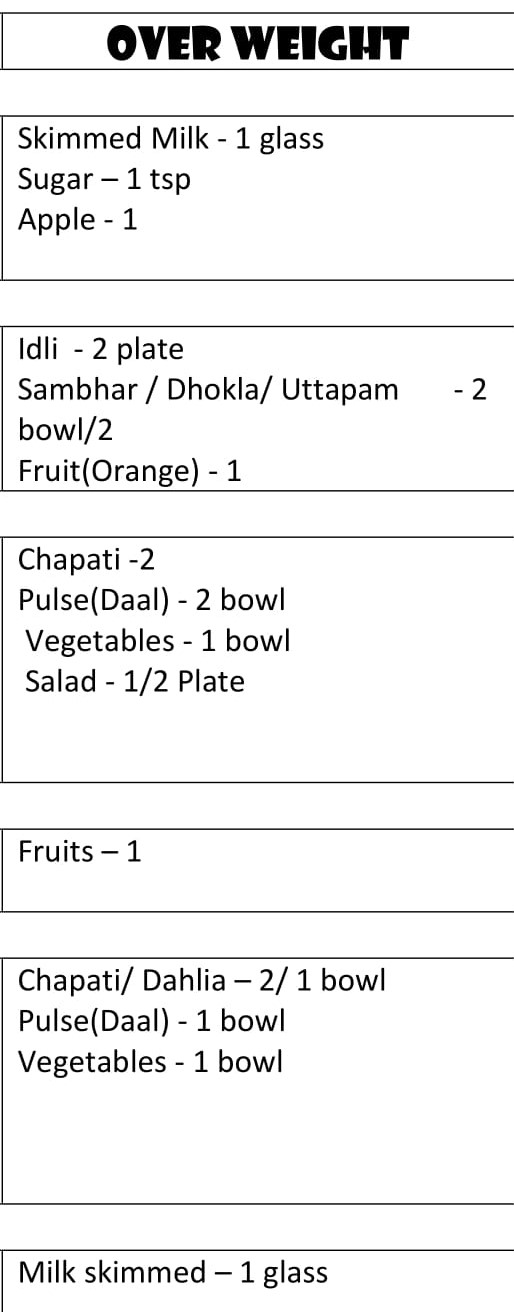 OVER WEIGHT
Skimmed Milk - 1 glass
Sugar – 1 tsp
Apple - 1
Idli - 2 plate
Sambhar / Dhokla/ Uttapam - 2
bowl/2
Fruit(Orange) - 1
Chapati -2
Pulse(Daal) - 2 bowl
Vegetables - 1 bowl
Salad - 1/2 Plate
Fruits – 1
Chapati/ Dahlia – 2/ 1 bowl
Pulse(Daal) - 1 bowl
Vegetables - 1 bowl
Milk skimmed – 1 glass